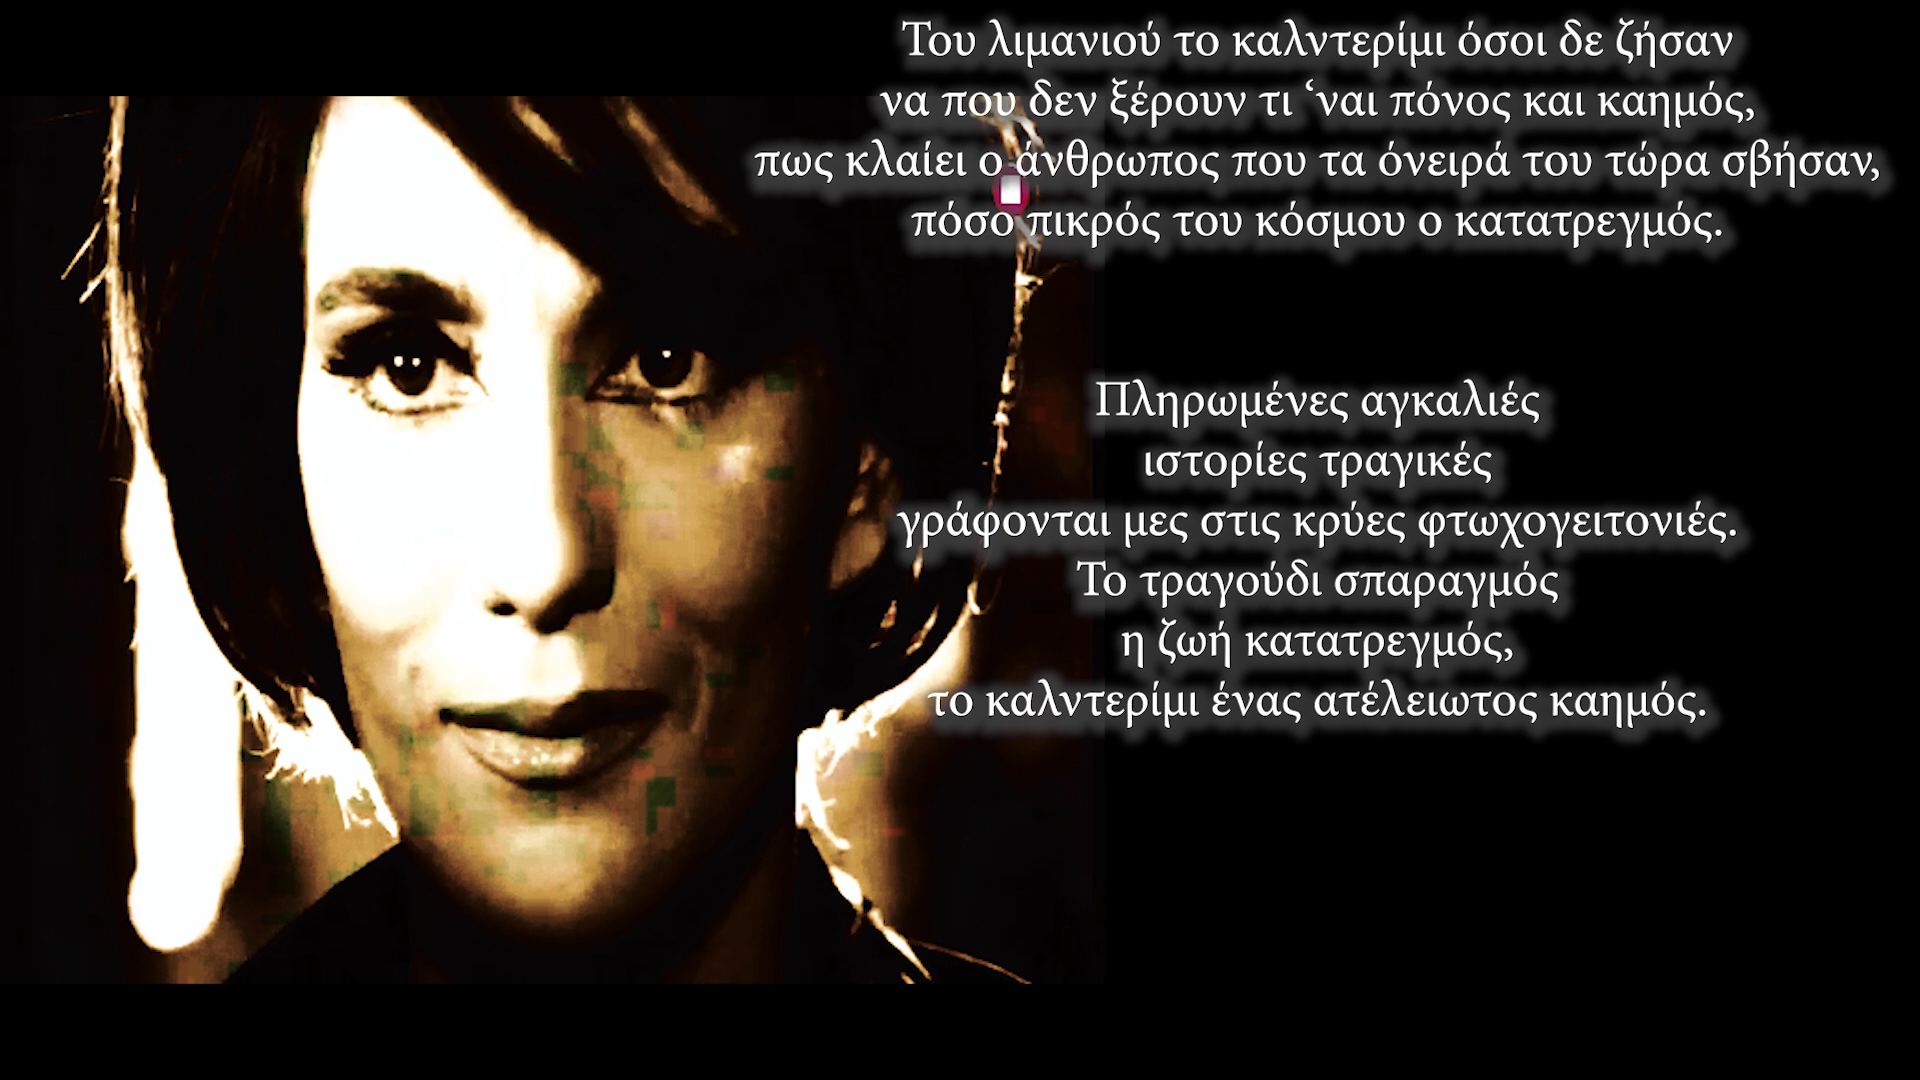 Του λιμανιού το καλντερίμι όσοι δε ζήσαν
να που δεν ξέρουν τι ‘ναι πόνος και καημός,
πως κλαίει ο άνθρωπος που τα όνειρά του τώρα σβήσαν,
πόσο πικρός του κόσμου ο κατατρεγμός.
Πληρωμένες αγκαλιές
ιστορίες τραγικές
γράφονται μες στις κρύες φτωχογειτονιές.
Το τραγούδι σπαραγμός
η ζωή κατατρεγμός,
το καλντερίμι ένας ατέλειωτος καημός.